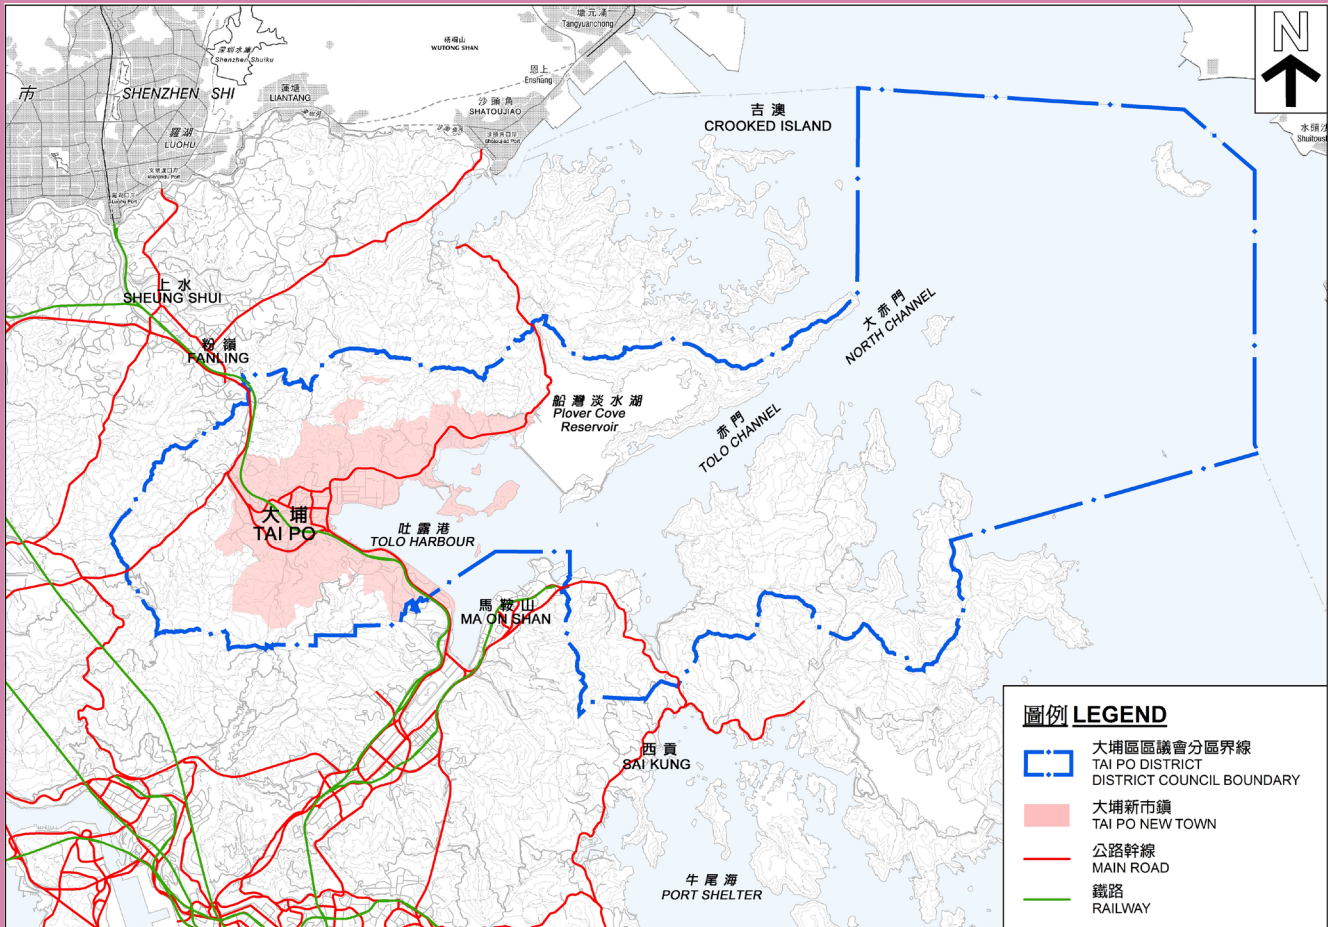 塘元涌
Tangyuanchong
梧桐山
WUTONG SHAN
深圳水庫
Shenzhen Shuiku
恩上
Enshang
N
市
SHENZHEN SHI
蓮塘
LIANTANG
沙頭角
SHATOUJIAO
吉澳
CROOKED ISLAND
羅湖
LUOHU
水頭沙
上水
SHEUNG SHUI
粉嶺
FANLING
大赤門
NORTH CHANNEL
船灣淡水湖
Plover Cove
Reservoir
赤門
TOLO CHANNEL
大埔
TAI PO
吐露港
TOLO HARBOUR
馬鞍山
MA ON SHAN
西貢
SAI KUNG
牛尾海
PORT SHELTER
圖例 LEGEND
大埔區區議會分區界線
TAI PO DISTRICT
DISTRICT COUNCIL BOUNDARY
大埔新市鎮
TAI PO NEW TOWN
公路幹線
MAIN ROAD
鐵路
RAILWAY